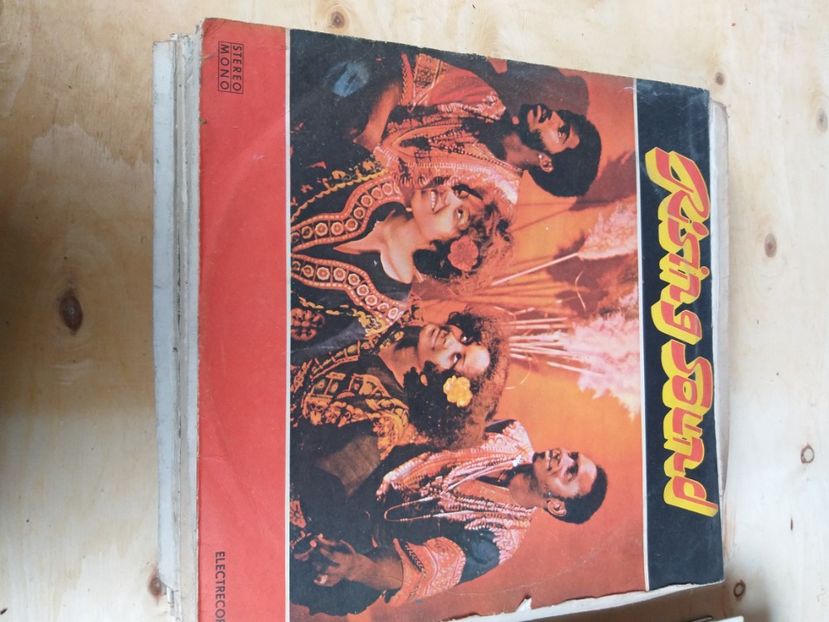 Rising Sound
STEREO
MONO
ELECTRECOR